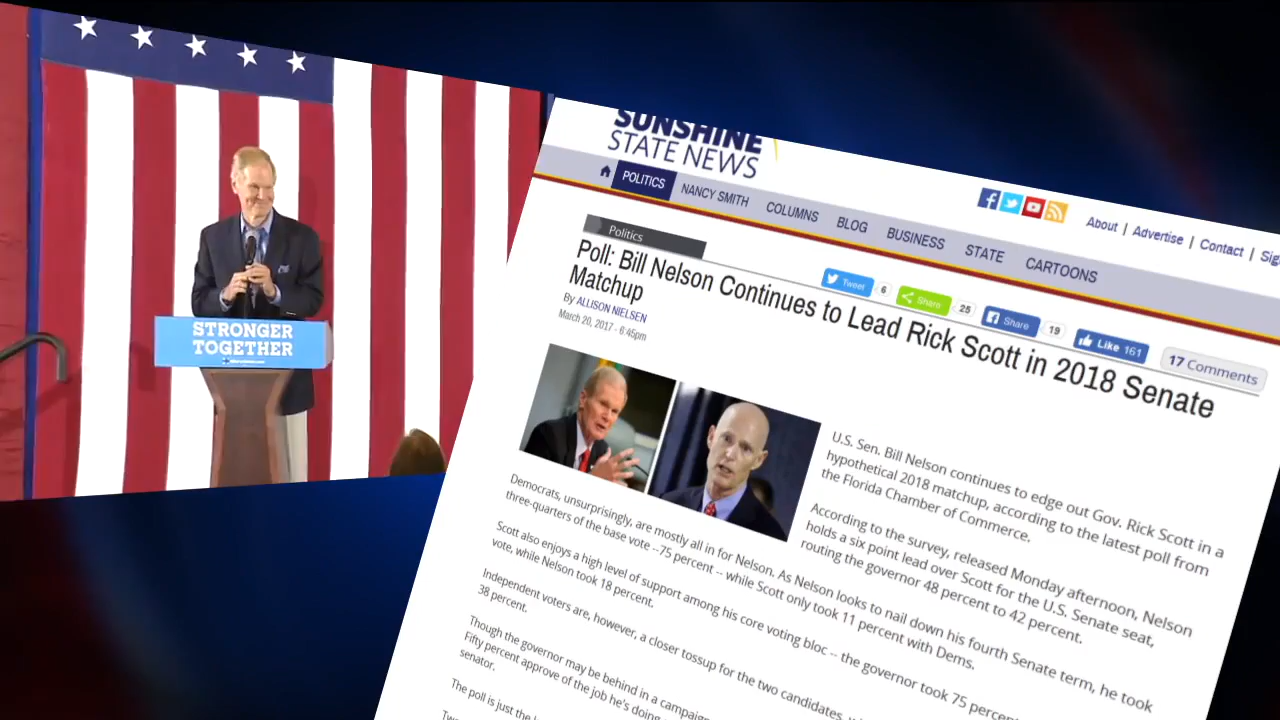 STRONGER
TOGETHER
SUNSHINE
STATE NEWS
POLITICS
NANCY SMITH
COLUMNS
BLOG
BUSINESS
STATE
CARTOONS
About | Advertise | Contact | Sig
Politics
Tweet
6
Share
25
Share
19
Like 161
17 Comments
Poll: Bill Nelson Continues to Lead Rick Scott in 2018 Senate
Matchup
By ALLISON NIELSEN
March 20, 2017 - 6:45pm
U.S. Sen. Bill Nelson continues to edge out Gov. Rick Scott in a
hypothetical 2018 matchup, according to the latest poll from
the Florida Chamber of Commerce.
According to the survey, released Monday afternoon, Nelson
holds a six point lead over Scott for the U.S. Senate seat,
routing the governor 48 percent to 42 percent.
Democrats, unsurprisingly, are mostly all in for Nelson. As Nelson looks to nail down his fourth Senate term, he took
three-quarters of the base vote --75 percent -- while Scott only took 11 percent with Dems.
Scott also enjoys a high level of support among his core voting bloc -- the governor took 75 percen
vote, while Nelson took 18 percent.
Independent voters are, however, a closer tossup for the two candidates,
38 percent.
Though the governor may be behind in a campaign
Fifty percent approve of the job he's doing
senator.
The poll is just the